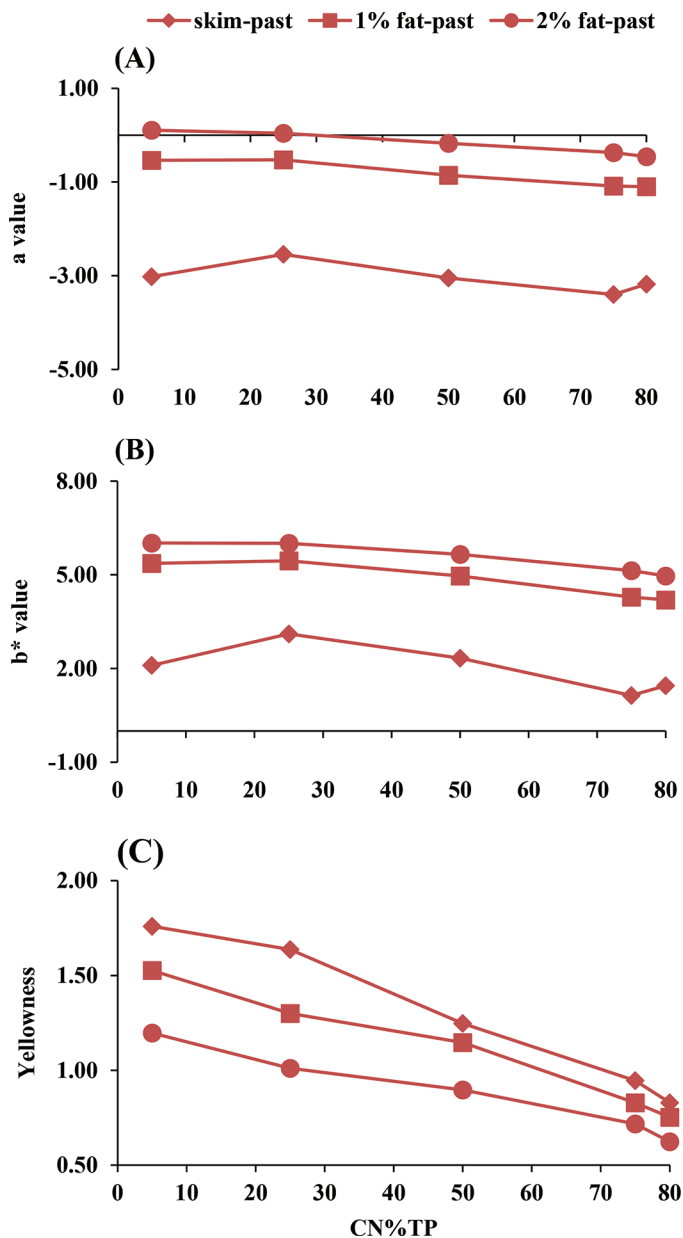 skim-past 1% fat-past 2% fat-past
(A)
1.00
-1.00
-3.00
-5.00
a value
0 10 20 30 40 50 60 70 80
(B)
8.00
5.00
2.00
-1.00
b* value
0 10 20 30 40 50 60 70 80
(C)
2.00
1.50
1.00
0.50
Yellowness
0 10 20 30 40 50 60 70 80
CN%TP